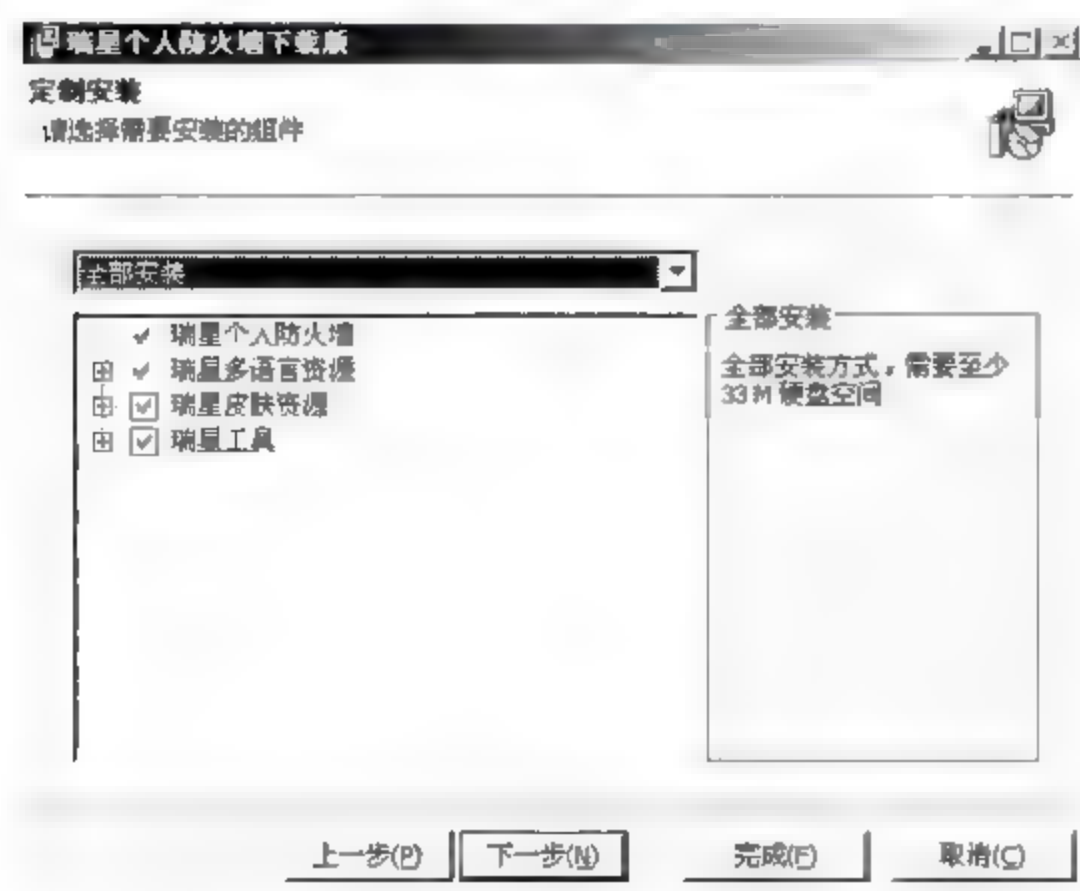 瑞星个人防火墙下载版
定制安装
请选择需要安装的组件
全部安装
瑞星个人防火墙
瑞星多语言资源
瑞星皮肤资源
瑞星工具
全部安装
全部安装方式，需要至少
33 M 硬盘空间
上一步(P)
下一步(N)
完成(F)
取消(C)